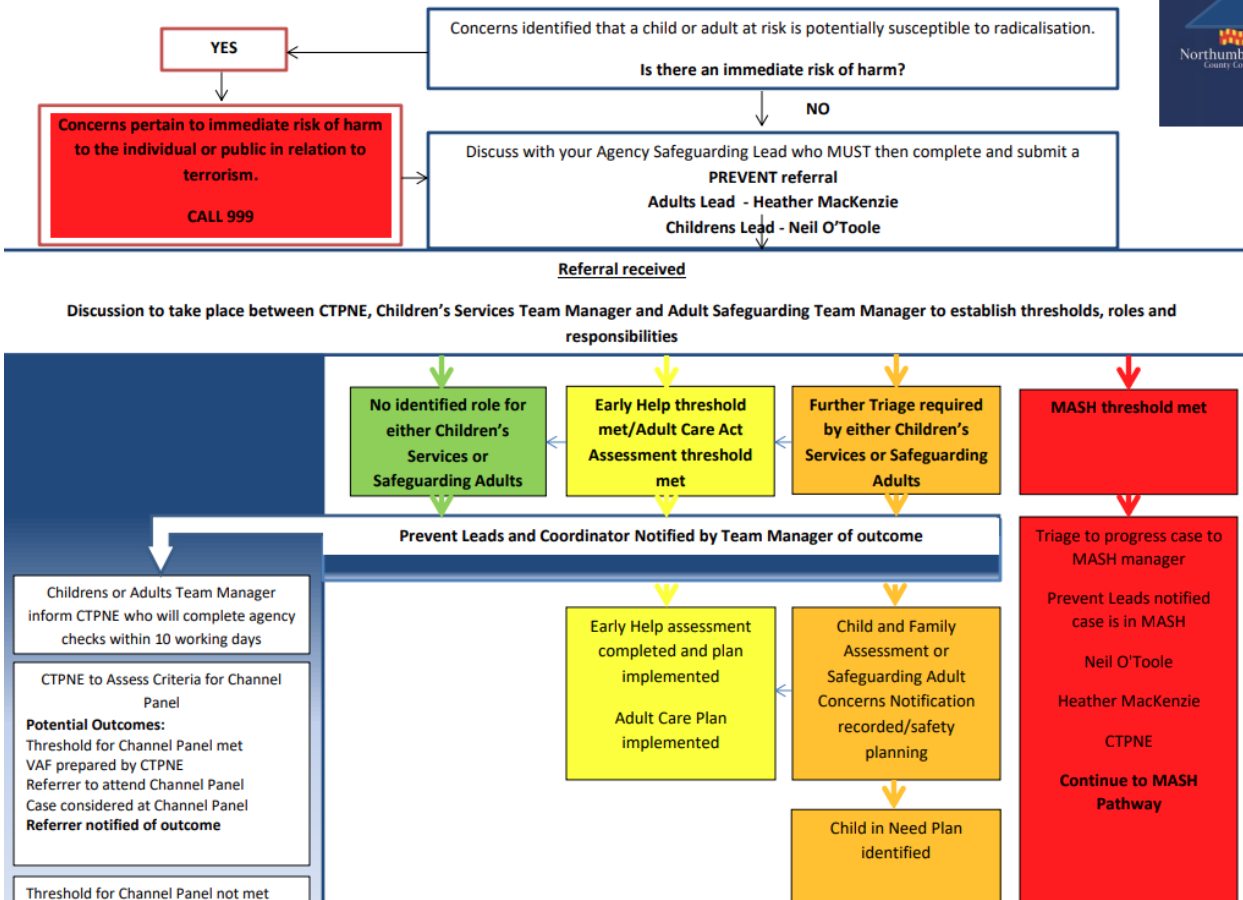 Concerns identified that a child or adult at risk is potentially susceptible to radicalisation.
Is there an immediate risk of harm?
YES
NO
Concerns pertain to immediate risk of harm
to the individual or public in relation to
terrorism.
CALL 999
Discuss with your Agency Safeguarding Lead who MUST then complete and submit a
PREVENT referral
Adults Lead - Heather MacKenzie
Childrens Lead - Neil O'Toole
Referral received
Discussion to take place between CTPNE, Children's Services Team Manager and Adult Safeguarding Team Manager to establish thresholds, roles and
responsibilities
No identified role for
either Children's
Services or
Safeguarding Adults
Early Help threshold
met/Adult Care Act
Assessment threshold
met
Further Triage required
by either Children's
Services or Safeguarding
Adults
MASH threshold met
Prevent Leads and Coordinator Notified by Team Manager of outcome
Childrens or Adults Team Manager
inform CTPNE who will complete agency
checks within 10 working days
CTPNE to Assess Criteria for Channel
Panel
Potential Outcomes:
Threshold for Channel Panel met
VAF prepared by CTPNE
Referrer to attend Channel Panel
Case considered at Channel Panel
Referrer notified of outcome
Threshold for Channel Panel not met
Early Help assessment
completed and plan
implemented
Adult Care Plan
implemented
Child and Family
Assessment or
Safeguarding Adult
Concerns Notification
recorded/safety
planning
Child in Need Plan
identified
Triage to progress case to
MASH manager
Prevent Leads notified
case is in MASH
Neil O'Toole
Heather MacKenzie
CTPNE
Continue to MASH
Pathway
Northumb
County Co